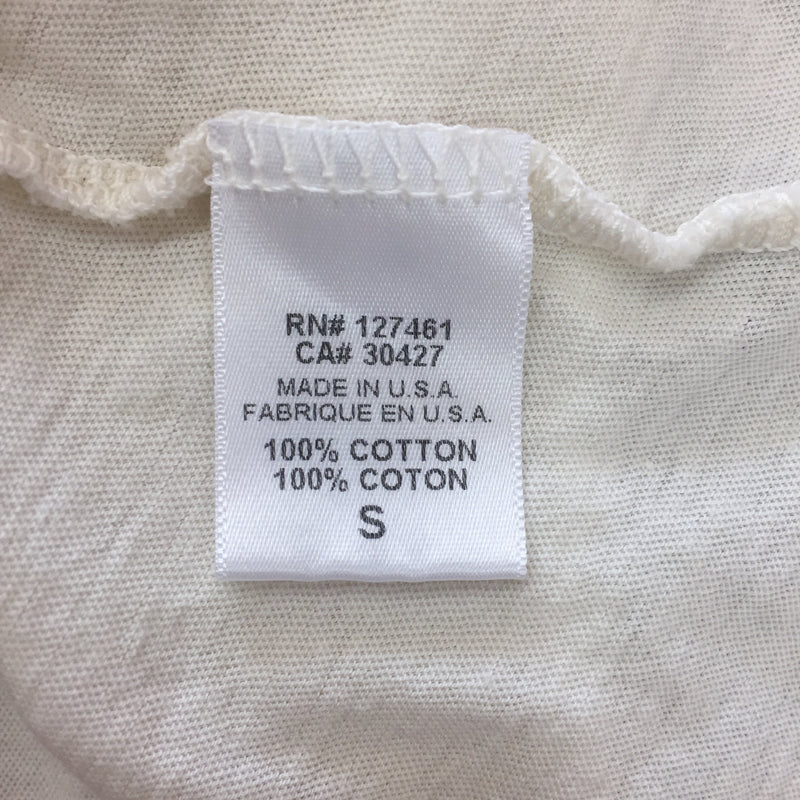 RN# 127461
CA# 30427
MADE IN U.S.A.
FABRIQUE EN U.S.A.
100% COTTON
100% COTON
S